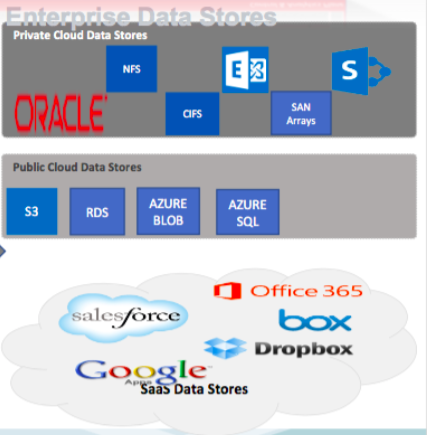 Enterprise Data Stores
Private Cloud Data Stores
NFS
E
S
ORACLE
CIFS
SAN
Arrays
Public Cloud Data Stores
S3
RDS
AZURE
BLOB
AZURE
SQL
Office 365
salesforce
box
Dropbox
Google
Apps
SaaS Data Stores